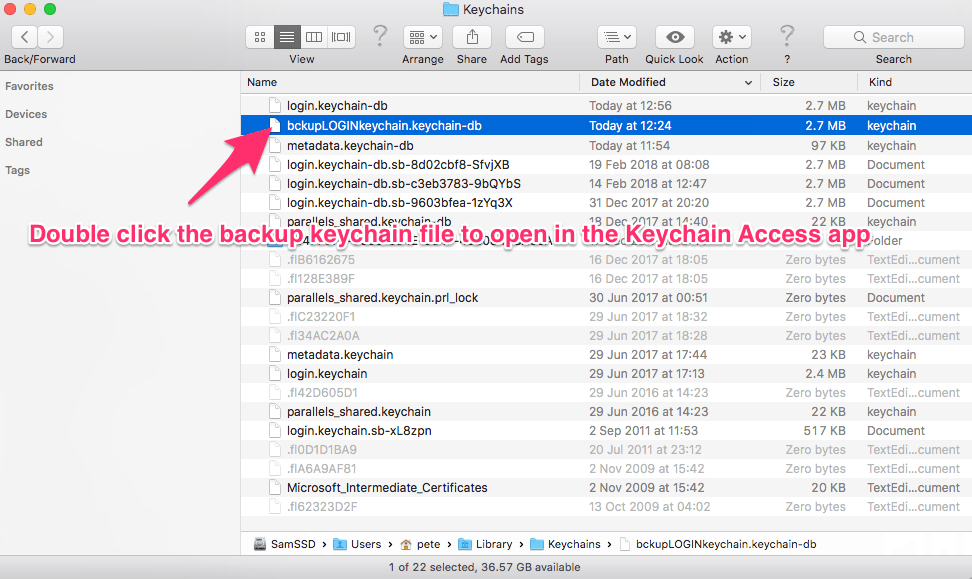 Keychains
Back/Forward View Arrange Share Add Tags Path Quick Look Action ? Search
Search
Favorites
Devices
Shared
Tags
Name Date Modified Size Kind
login.keychain-db Today at 12:56 2.7 MB keychain
bckupLOGINkeychain.keychain-db Today at 12:24 2.7 MB keychain
metadata.keychain-db Today at 11:54 97 KB keychain
login.keychain-db.sb-8d02cbf8-SfvjXB 19 Feb 2018 at 08:08 2.7 MB Document
login.keychain-db.sb-c3eb3783-9bQYbS 14 Feb 2018 at 12:47 2.7 MB Document
login.keychain-db.sb-9603bfea-1zYq3X 31 Dec 2017 at 20:20 2.7 MB Document
parallels_shared.keychain-db 18 Dec 2017 at 14:40 22 KB keychain
Double click the backup keychain file to open in the Keychain Access app
.flB6162675 16 Dec 2017 at 18:05 Zero bytes TextEdi...cument
.fl128E389F 16 Dec 2017 at 18:05 Zero bytes TextEdi...cument
parallels_shared.keychain.prl_lock 30 Jun 2017 at 00:51 Zero bytes Document
.flC23220F1 29 Jun 2017 at 18:32 Zero bytes TextEdi...cument
.fl34AC2A0A 29 Jun 2017 at 18:28 Zero bytes TextEdi...cument
metadata.keychain 29 Jun 2017 at 17:44 23 KB keychain
login.keychain 29 Jun 2017 at 17:13 2.4 MB keychain
.fl42D605D1 29 Jun 2016 at 14:23 Zero bytes TextEdi...cument
parallels_shared.keychain 29 Jun 2016 at 14:23 22 KB keychain
login.keychain.sb-xL8zpn 2 Sep 2011 at 11:53 517 KB Document
.fl0D1D1BA9 20 Jul 2011 at 23:12 Zero bytes TextEdi...cument
.flA6A9AF81 2 Nov 2009 at 15:42 Zero bytes TextEdi...cument
Microsoft_Intermediate_Certificates 2 Nov 2009 at 15:42 20 KB TextEdi...cument
.fl62323D2F 13 Oct 2009 at 04:02 Zero bytes TextEdi...cument
SamSSD › Users › pete › Library › Keychains › bckupLOGINkeychain.keychain-db
1 of 22 selected, 36.57 GB available